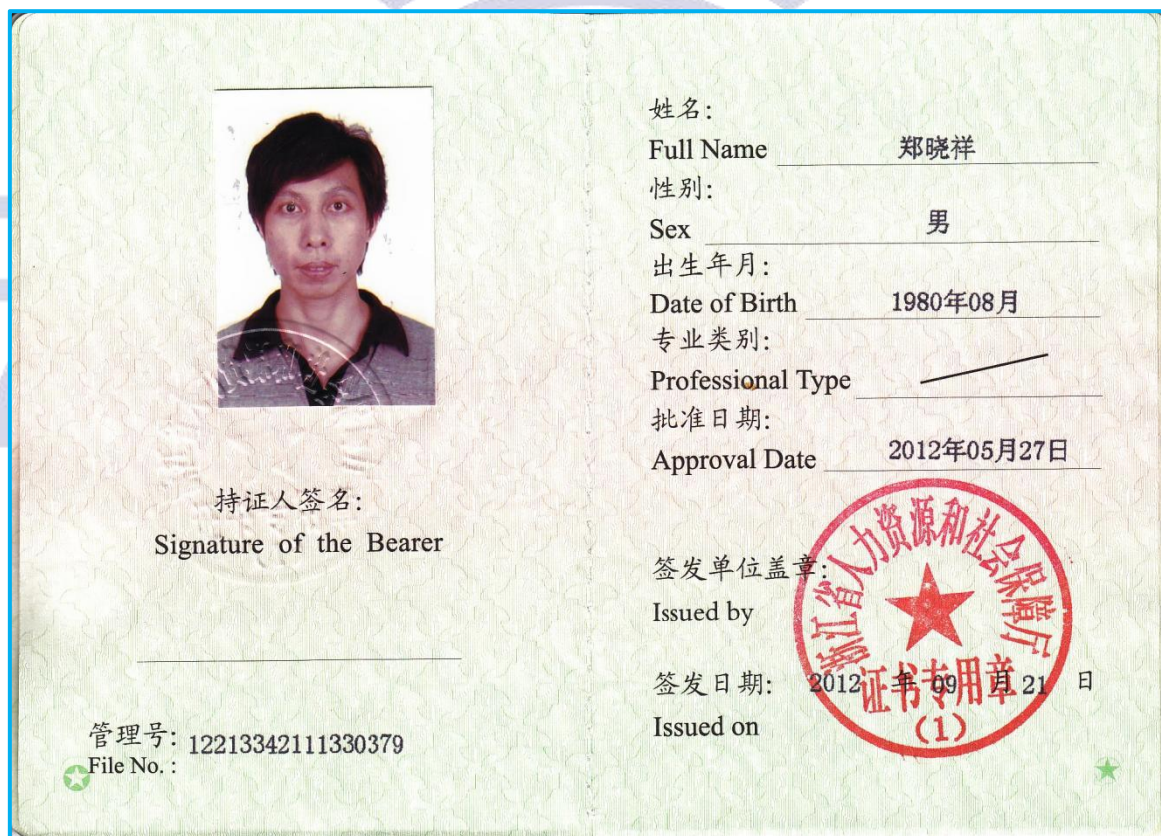 持证人签名:
Signature of the Bearer
管理号: 12213342111330379
File No. :
姓名:
Full Name 郑晓祥
性别:
Sex 男
出生年月:
Date of Birth 1980年08月
专业类别:
Professional Type
批准日期:
Approval Date 2012年05月27日
签发单位盖章:
Issued by
浙江省人力资源和社会保障厅
证书专用章
(1)
签发日期: 2012 年 09 月 21 日
Issued on